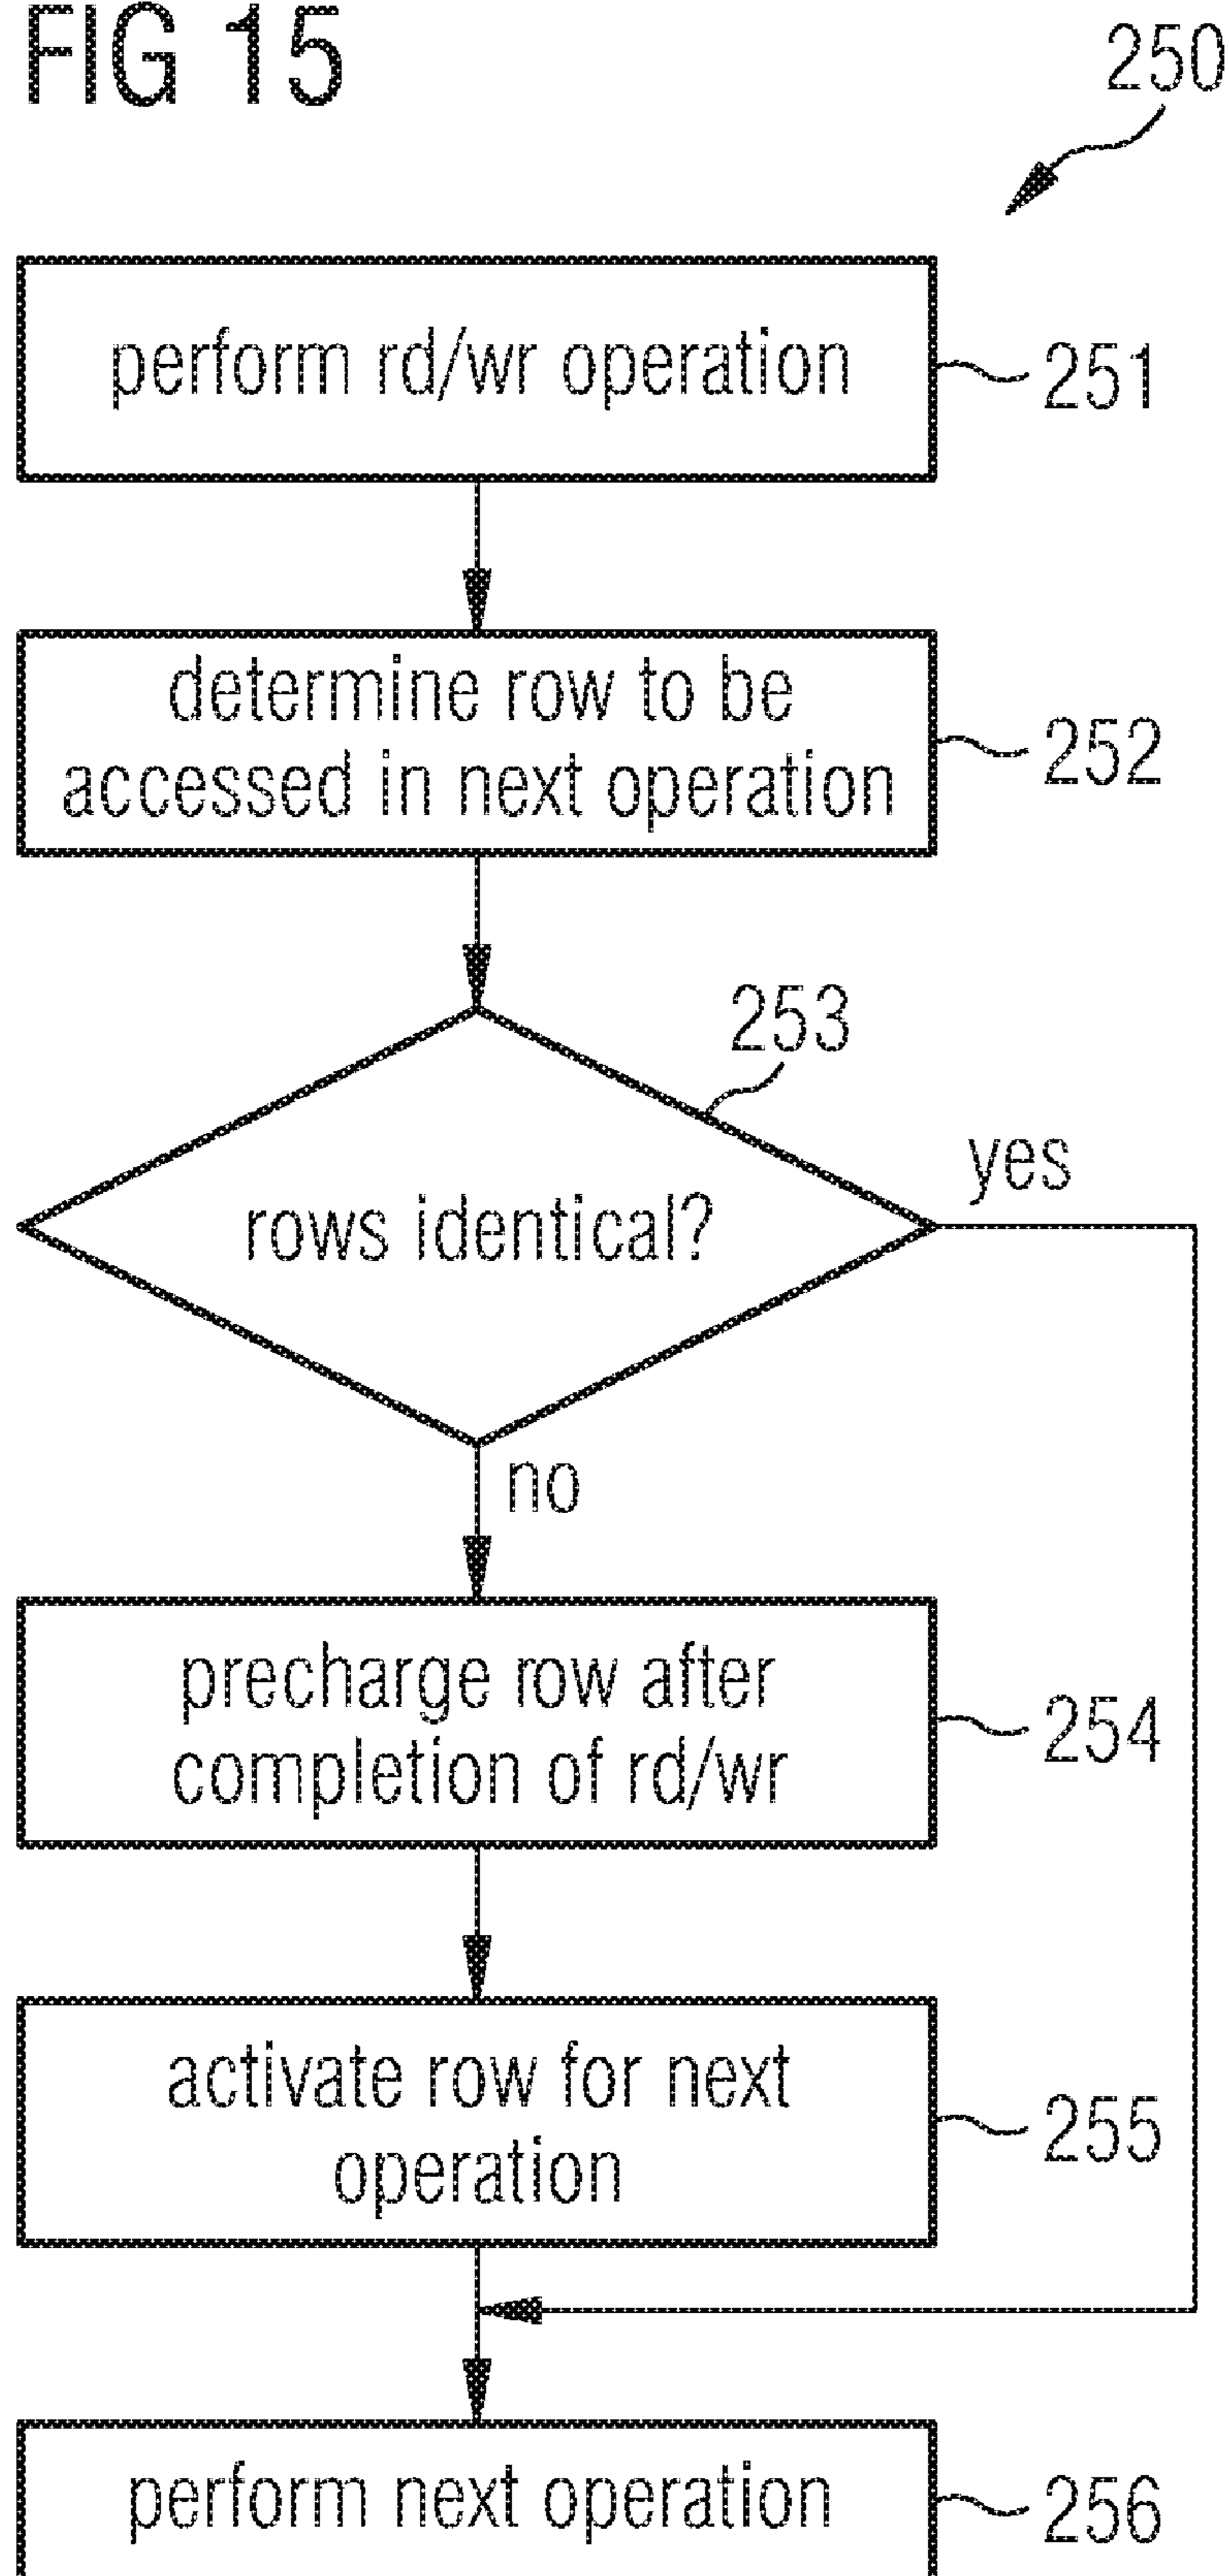 FIG 15
250
perform rd/wr operation
251
determine row to be
accessed in next operation
252
253
yes
rows identical?
no
precharge row after
completion of rd/wr
254
activate row for next
operation
255
perform next operation
256